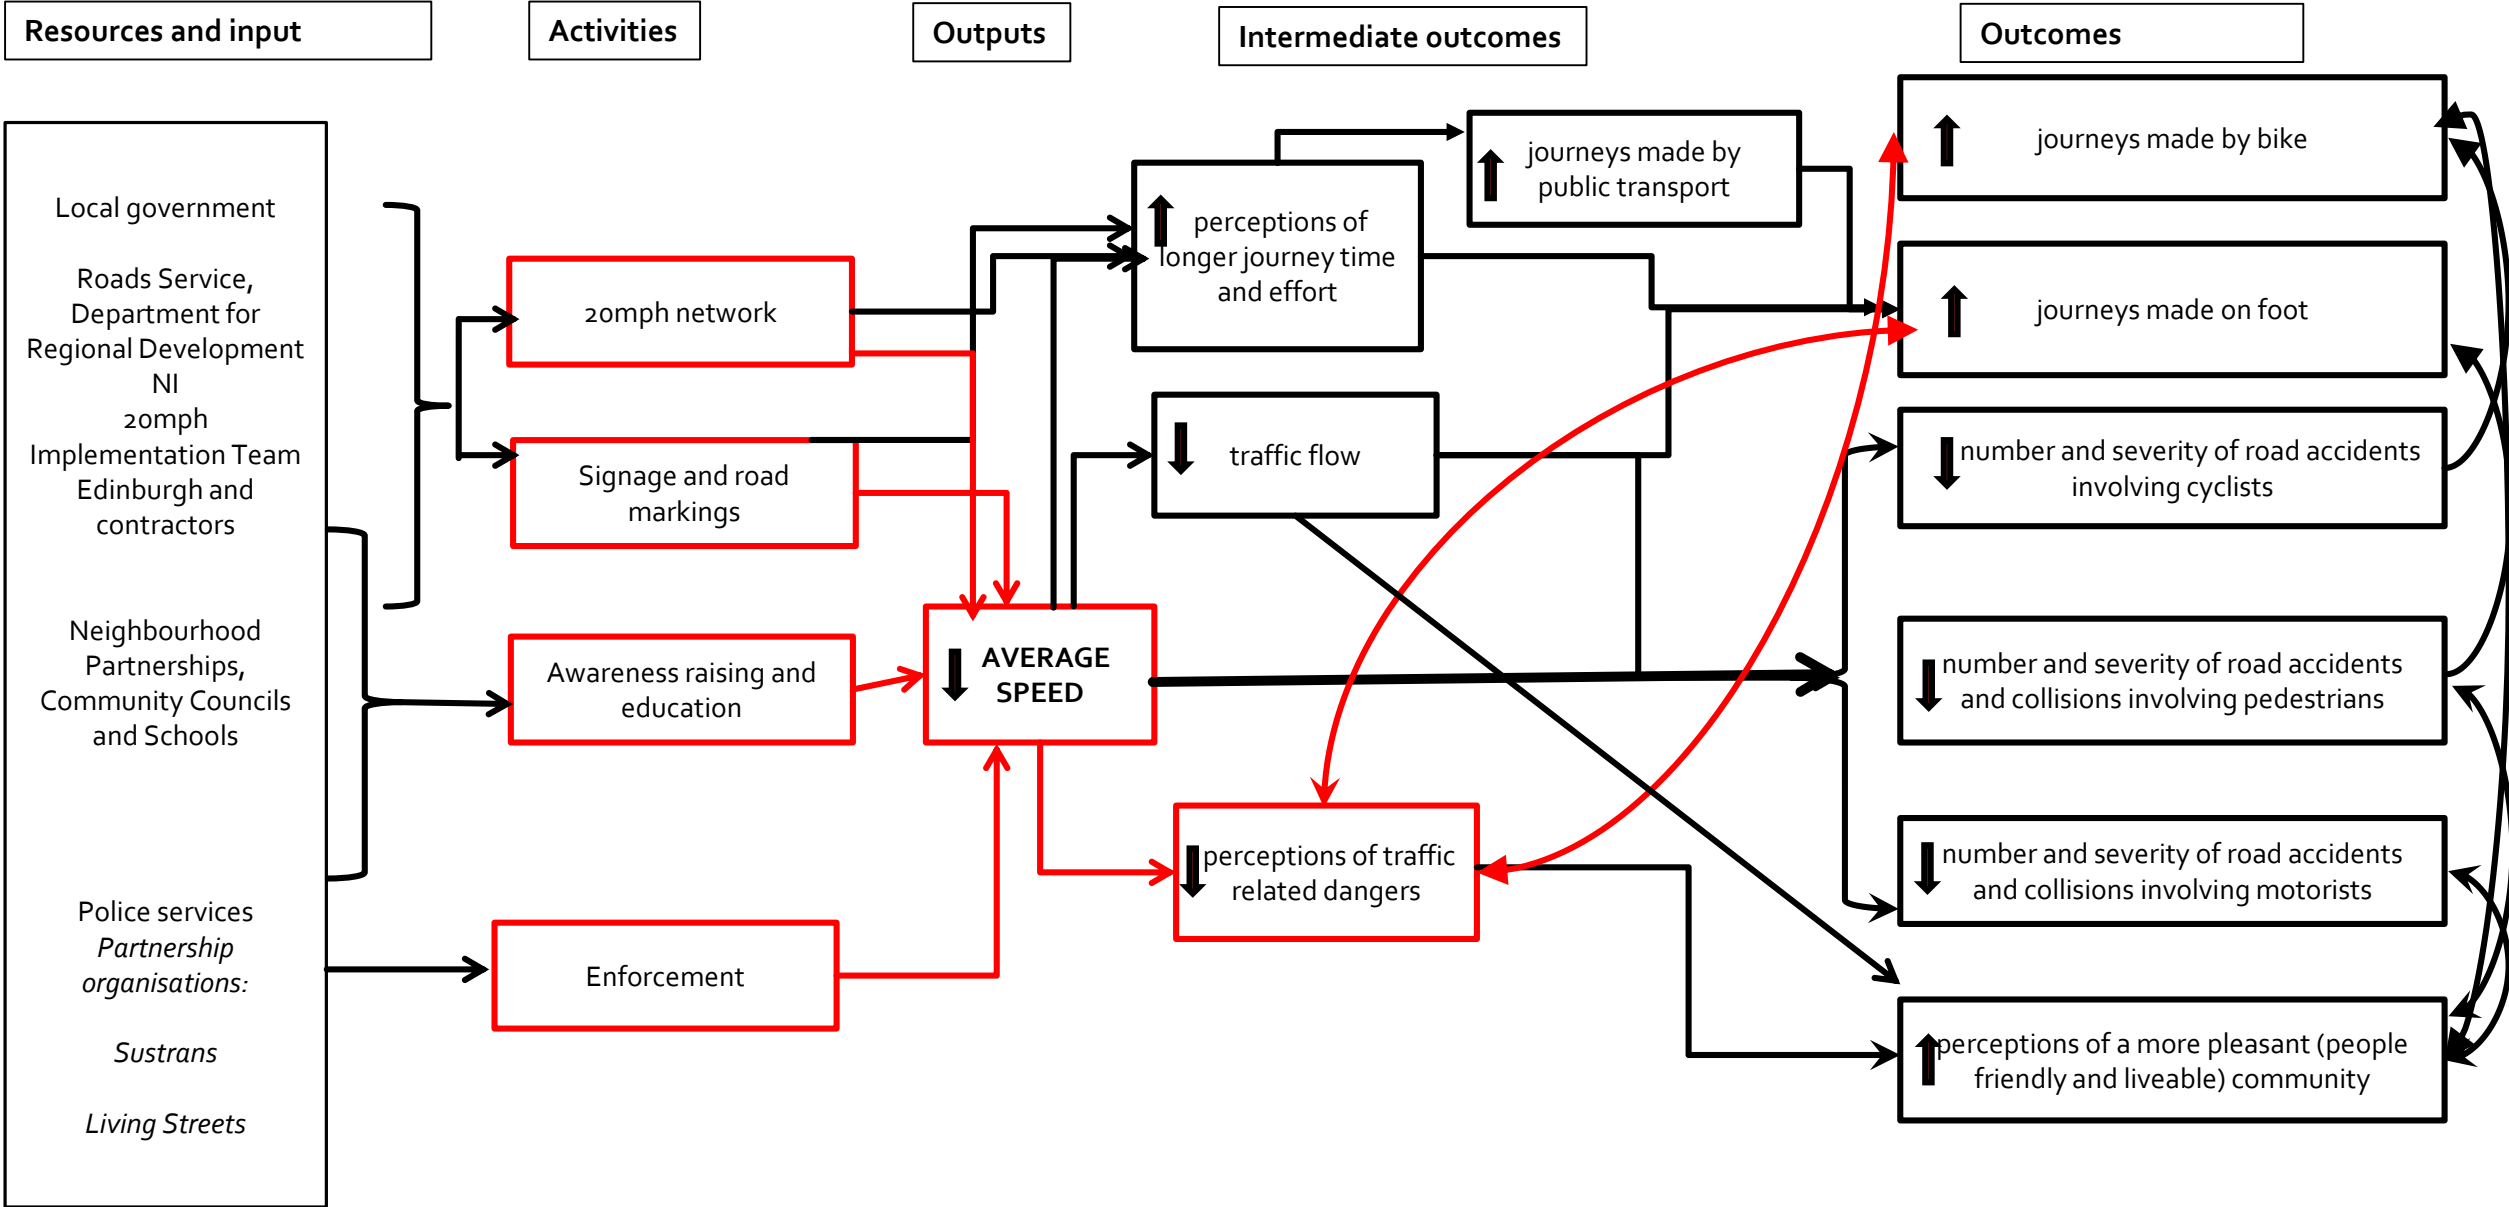 Resources and input
Activities
Outputs
Intermediate outcomes
Outcomes
Local government
Roads Service,
Department for
Regional Development
NI
20mph
Implementation Team
Edinburgh and
contractors
Neighbourhood
Partnerships,
Community Councils
and Schools
Police services
Partnership
organisations:
Sustrans
Living Streets
20mph network
Signage and road
markings
Awareness raising and
education
Enforcement
AVERAGE
SPEED
perceptions of
longer journey time
and effort
journeys made by
public transport
traffic flow
perceptions of traffic
related dangers
journeys made by bike
journeys made on foot
number and severity of road accidents
involving cyclists
number and severity of road accidents
and collisions involving pedestrians
number and severity of road accidents
and collisions involving motorists
perceptions of a more pleasant (people
friendly and liveable) community